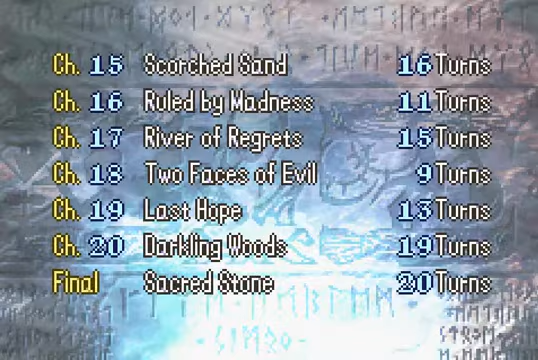 Ch. 15 Scorched Sand 16 Turns
Ch. 16 Ruled by Madness 11 Turns
Ch. 17 River of Regrets 15 Turns
Ch. 18 Two Faces of Evil 9 Turns
Ch. 19 Last Hope 13 Turns
Ch. 20 Darkling Woods 19 Turns
Final Sacred Stone 20 Turns